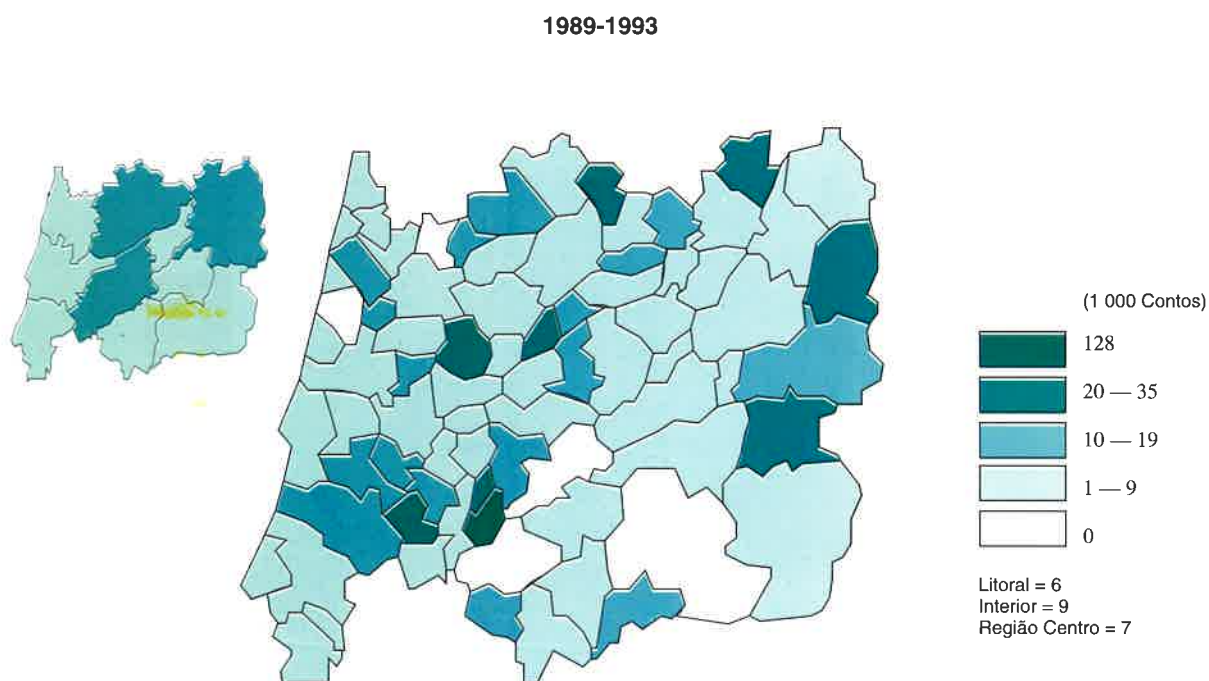 1989-1993
(1 000 Contos)
128
20 — 35
10 — 19
1 — 9
0
Litoral = 6
Interior = 9
Região Centro = 7